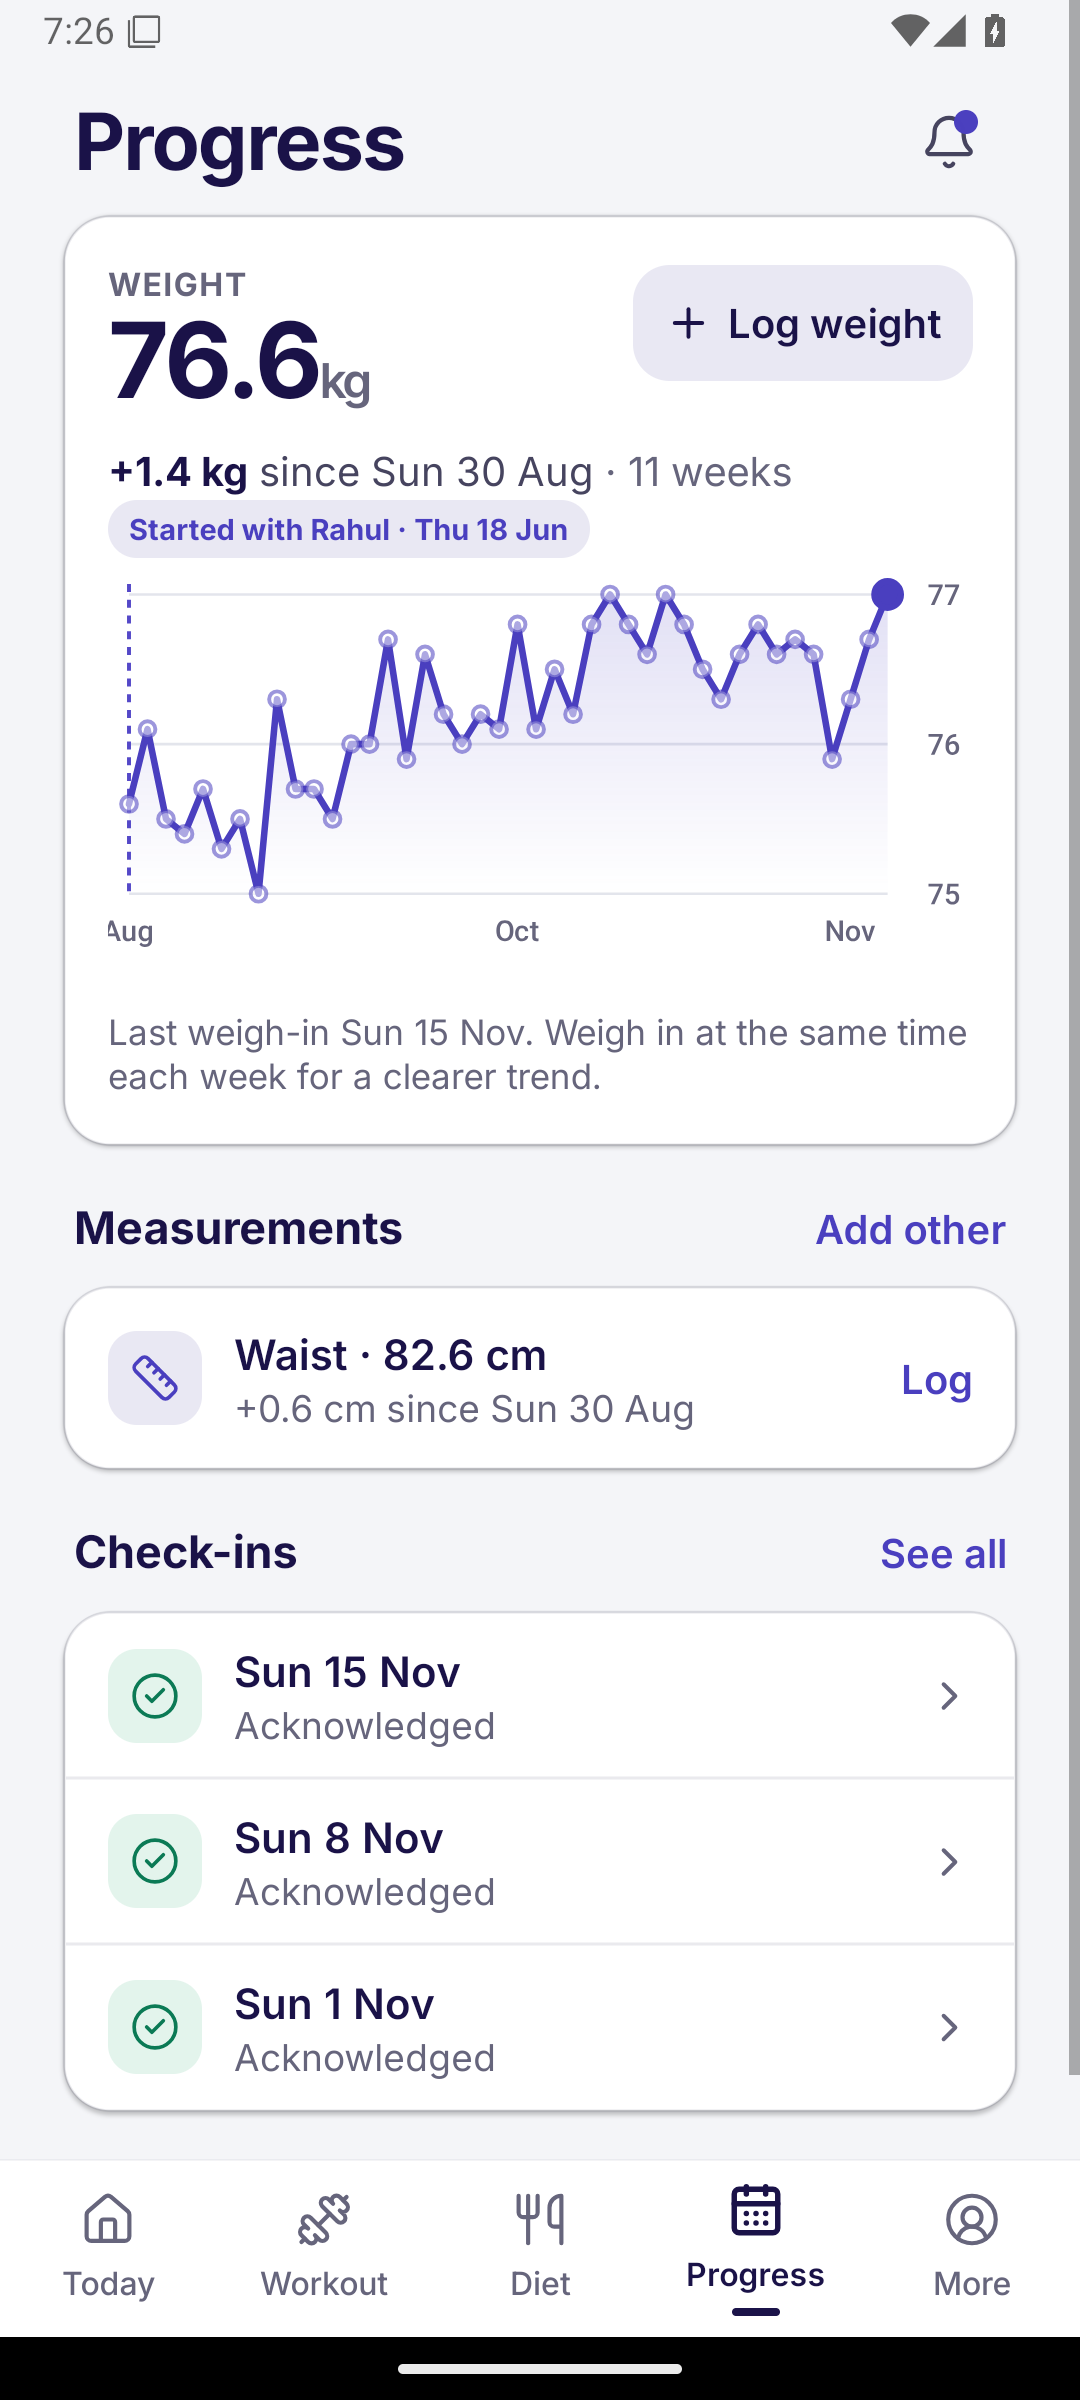 7:26
Progress
WEIGHT
76.6kg
+ Log weight
+1.4 kg since Sun 30 Aug · 11 weeks
Started with Rahul · Thu 18 Jun
77
76
75
Aug Oct Nov
Last weigh-in Sun 15 Nov. Weigh in at the same time
each week for a clearer trend.
Measurements
Add other
Waist · 82.6 cm
+0.6 cm since Sun 30 Aug
Log
Check-ins
See all
Sun 15 Nov
Acknowledged
Sun 8 Nov
Acknowledged
Sun 1 Nov
Acknowledged
Today Workout Diet Progress More